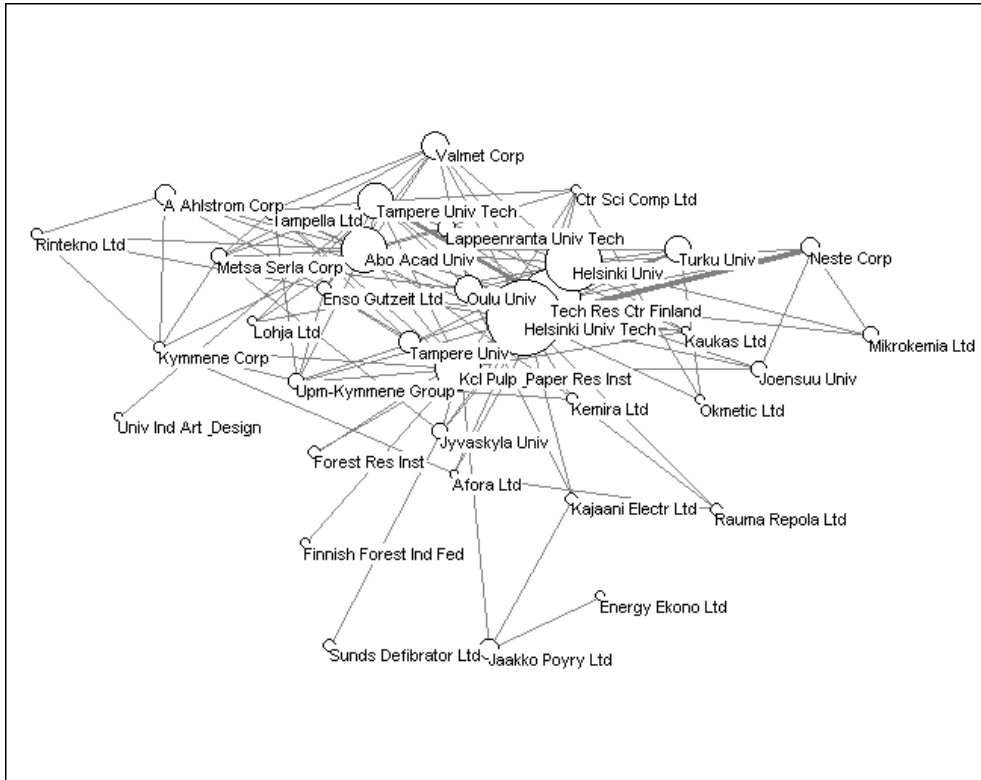 Valmet Corp
Ctr Sci Comp Ltd
A Ahlstrom Corp
Tampere Univ Tech
Tampella Ltd
Rintekno Ltd
Lappeenranta Univ Tech
Abo Acad Univ
Turku Univ
Neste Corp
Metsa Serla Corp
Helsinki Univ
Enso Gutzeit Ltd
Oulu Univ
Tech Res Ctr Finland
Lohja Ltd
Helsinki Univ Tech
Kaukas Ltd
Mikrokemia Ltd
Kymmene Corp
Tampere Univ
Joensuu Univ
Kcl Pulp _Paper Res Inst
Upm-Kymmene Group
Kemira Ltd
Okmetic Ltd
Univ Ind Art _Design
Jyvaskyla Univ
Forest Res Inst
Afora Ltd
Kajaani Electr Ltd
Rauma Repola Ltd
Finnish Forest Ind Fed
Energy Ekono Ltd
Sunds Defibrator Ltd
Jaakko Poyry Ltd